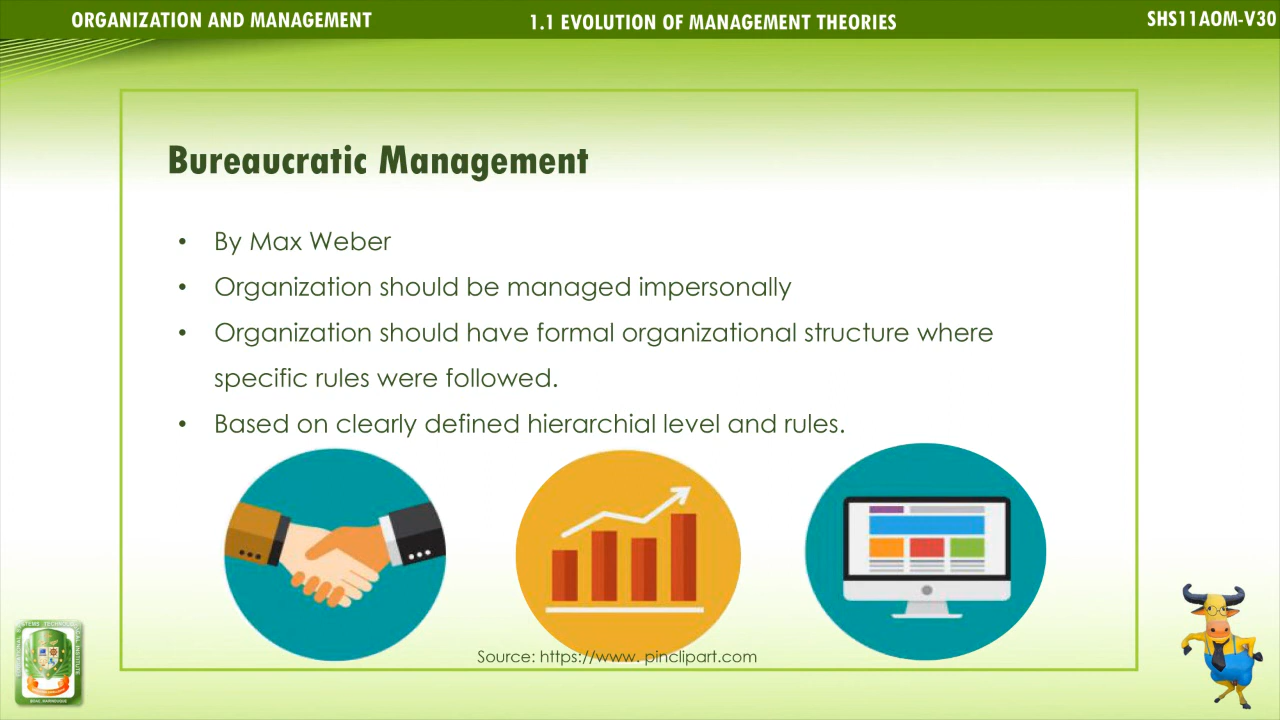 ORGANIZATION AND MANAGEMENT
1.1 EVOLUTION OF MANAGEMENT THEORIES
SHS11AOM-V30
Bureaucratic Management
• By Max Weber
• Organization should be managed impersonally
• Organization should have formal organizational structure where
specific rules were followed.
• Based on clearly defined hierarchial level and rules.
Source: https://www. pinclipart.com
BOAC MARINDUQUE